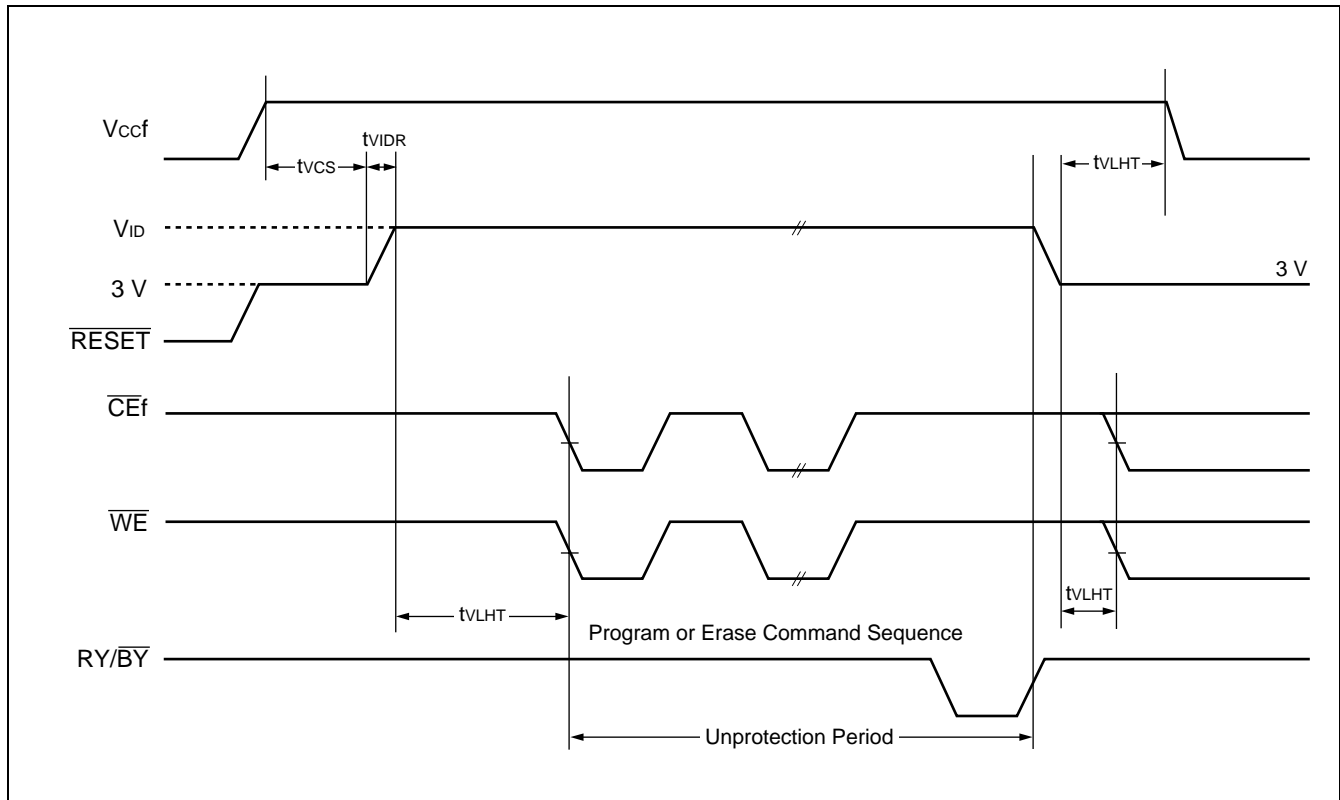 Vccf
tVIDR
tVCS
tVLHT
VID
3 V
3 V
RESET
CEf
WE
tVLHT
tVLHT
Program or Erase Command Sequence
RY/BY
Unprotection Period